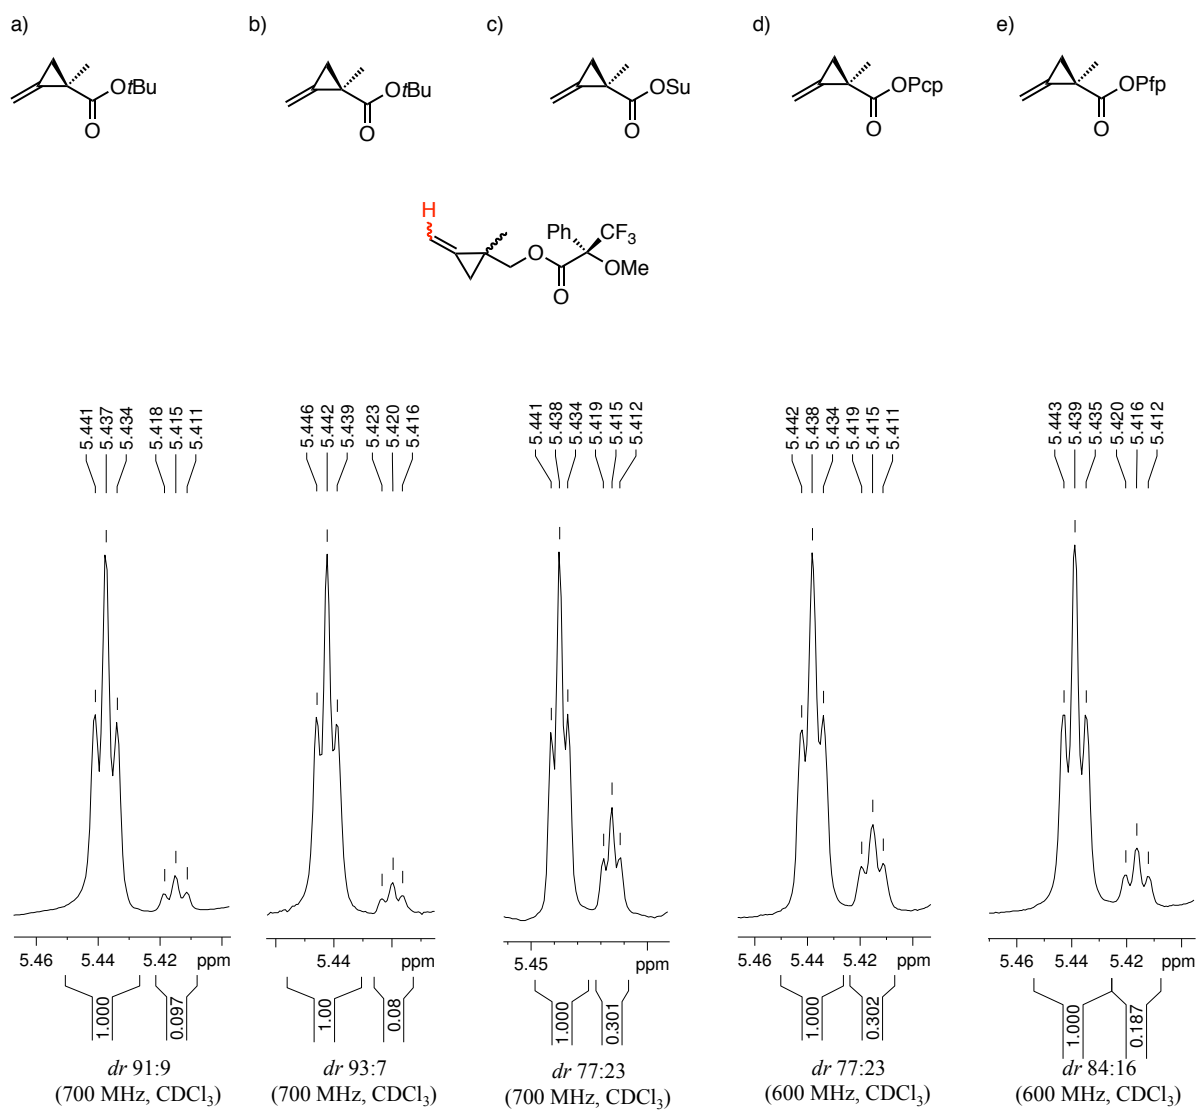 a) b) c) d) e)
OtBu
O
OtBu
O
OSu
O
OPcp
O
OPfp
O
H
Ph CF3
O
OMe
O
5.441 5.437 5.434 5.418 5.415 5.411
5.446 5.442 5.439 5.423 5.420 5.416
5.441 5.438 5.434 5.419 5.415 5.412
5.442 5.438 5.434 5.419 5.415 5.411
5.443 5.439 5.435 5.420 5.416 5.412
5.46 5.44 5.42 ppm
5.44 ppm
5.45 ppm
5.46 5.44 5.42 ppm
5.46 5.44 5.42 ppm
1.000 0.097
1.00 0.08
1.000 0.301
1.000 0.302
1.000 0.187
dr 91:9
(700 MHz, CDCl3)
dr 93:7
(700 MHz, CDCl3)
dr 77:23
(700 MHz, CDCl3)
dr 77:23
(600 MHz, CDCl3)
dr 84:16
(600 MHz, CDCl3)